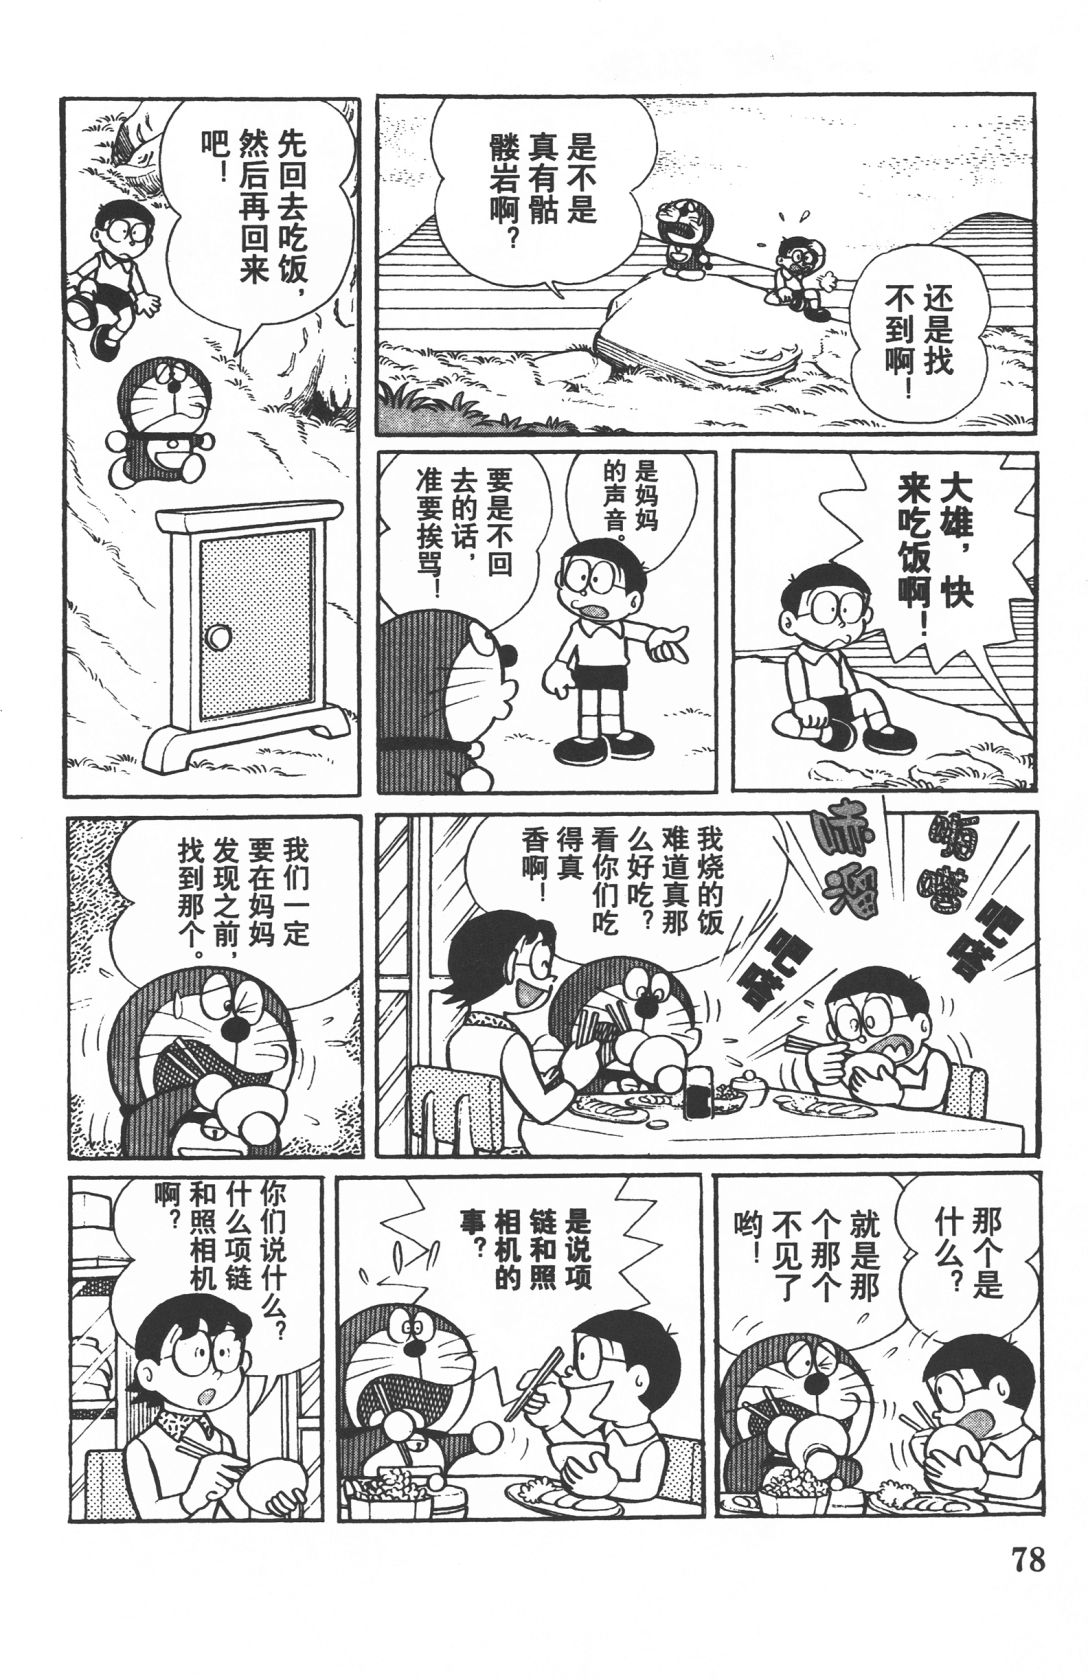 还是找
不到啊！
是不是
真有骷
髅岩啊？
大雄，快
来吃饭啊！
是妈妈
的声音。
要是不回
去的话，
准要挨骂！
先回去吃饭，
然后再回来
吧！
吧嗒
吧嗒
我烧的饭
难道真那
么好吃？
看你们吃
得真
香啊！
我们一定
要在妈妈
发现之前，
找到那个。
那个是
什么？
就是那
个那个
不见了
哟！
是说项
链和照
相机的
事？
你们说什么？
什么项链
和照相机
啊？
78